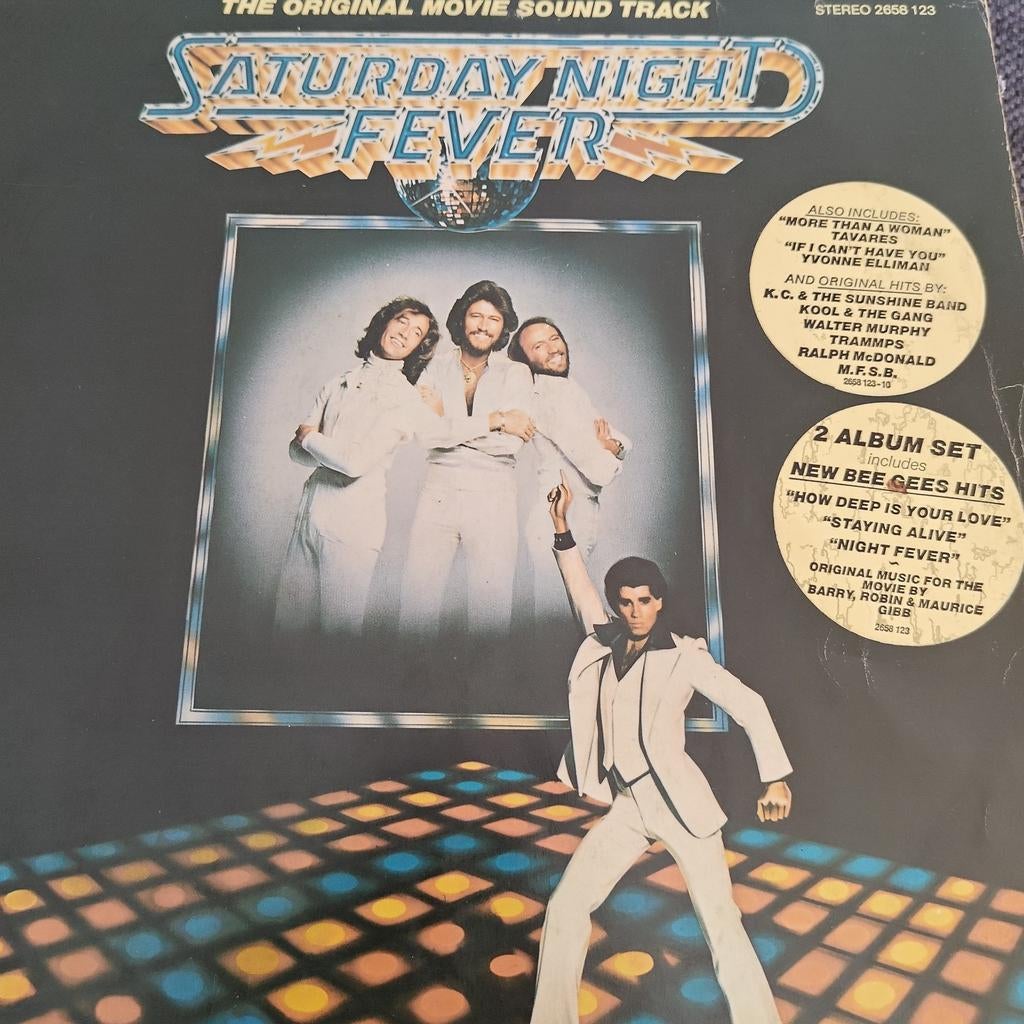 THE ORIGINAL MOVIE SOUND TRACK
STEREO 2658 123
SATURDAY NIGHT
FEVER
ALSO INCLUDES:
“MORE THAN A WOMAN”
TAVARES
“IF I CAN'T HAVE YOU”
YVONNE ELLIMAN
AND ORIGINAL HITS BY:
K.C. & THE SUNSHINE BAND
KOOL & THE GANG
WALTER MURPHY
TRAMMPS
RALPH McDONALD
M.F.S.B.
2658 123-10
2 ALBUM SET
includes
NEW BEE GEES HITS
“HOW DEEP IS YOUR LOVE”
“STAYING ALIVE”
“NIGHT FEVER”
ORIGINAL MUSIC FOR THE
MOVIE BY
BARRY, ROBIN & MAURICE
GIBB
2658 123